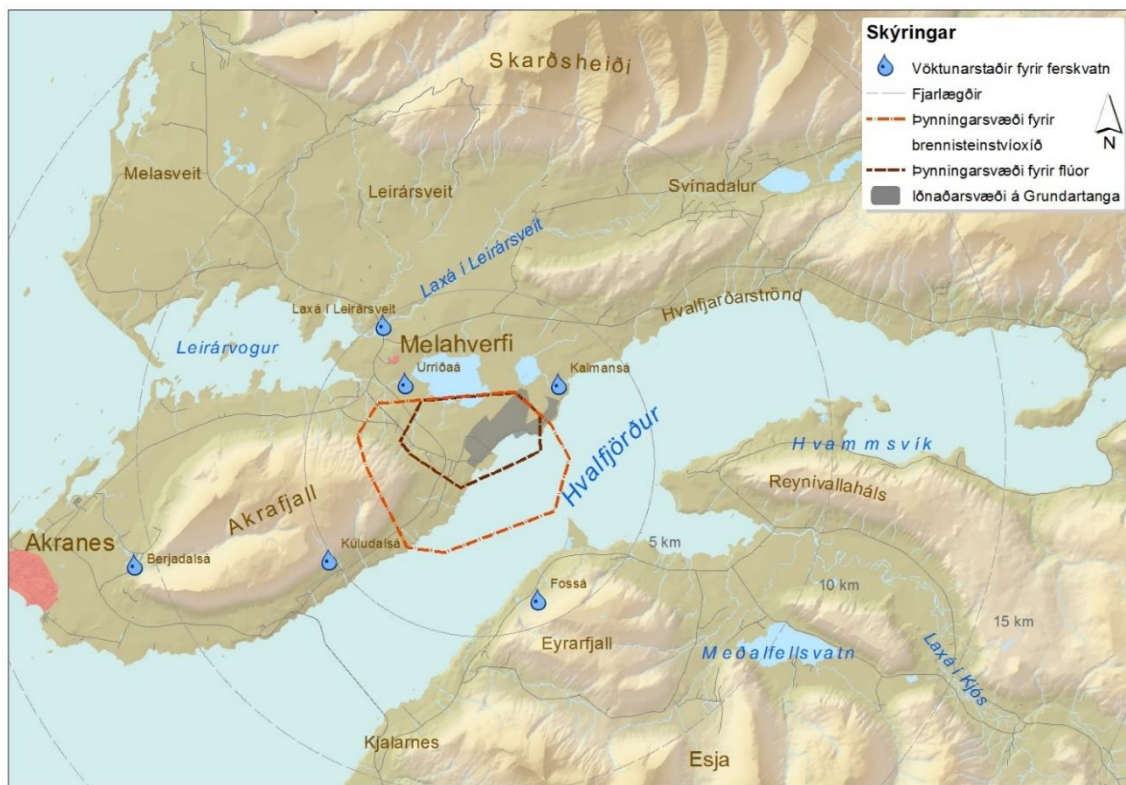 Skýringar
Vöktunarstaðir fyrir ferskvatn
Fjarlægðir
Þynningarsvæði fyrir
brennisteinstvíoxíð
Þynningarsvæði fyrir flúor
Iðnaðarsvæði á Grundartanga
N
Skarðsheiði
Melasveit
Leirársveit
Svínadalur
Laxá í Leirársveit
Hvalfjarðarströnd
Laxá í Leirársveit
Leirárvogur
Melahverfi
Urriðaá
Kalmansá
Hvalfjörður
Hvammsvík
Reynivallaháls
Akrafjall
Akranes
Berjadalsá
Kúludalsá
5 km
10 km
15 km
Fossá
Eyrarfjall
Meðalfellsvatn
Laxá í Kjós
Kjalarnes
Esja